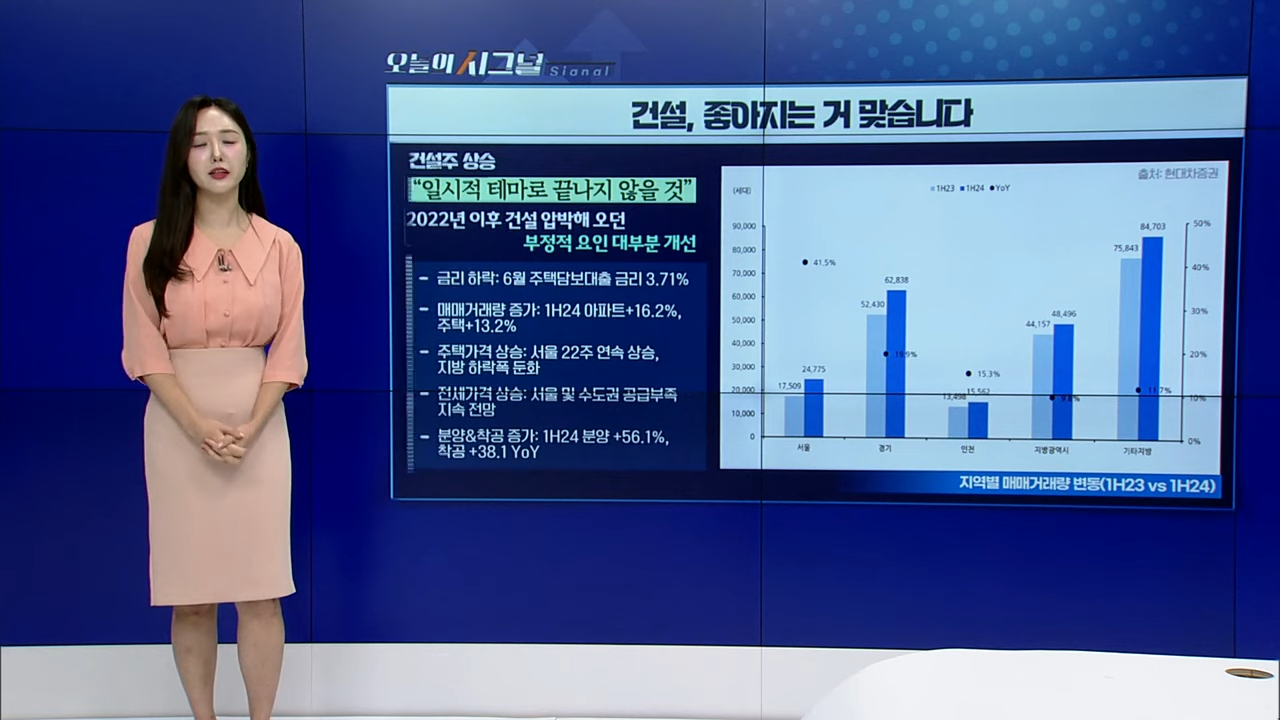 오늘의 시그널
Signal
건설, 좋아지는 거 맞습니다
건설주 상승
“일시적 테마로 끝나지 않을 것”
2022년 이후 건설 압박해 오던
부정적 요인 대부분 개선
- 금리 하락: 6월 주택담보대출 금리 3.71%
- 매매거래량 증가: 1H24 아파트+16.2%,
주택+13.2%
- 주택가격 상승: 서울 22주 연속 상승,
지방 하락폭 둔화
- 전세가격 상승: 서울 및 수도권 공급부족
지속 전망
- 분양&착공 증가: 1H24 분양 +56.1%,
착공 +38.1 YoY
출처: 현대차증권
(세대)
1H23 1H24 YoY
90,000
80,000
70,000
60,000
50,000
40,000
30,000
20,000
10,000
0
50%
40%
30%
20%
10%
0%
17,509
24,775
41.5%
52,430
62,838
19.9%
13,498
15,562
15.3%
44,157
48,496
9.8%
75,843
84,703
11.7%
서울 경기 인천 지방광역시 기타지방
지역별 매매거래량 변동(1H23 vs 1H24)